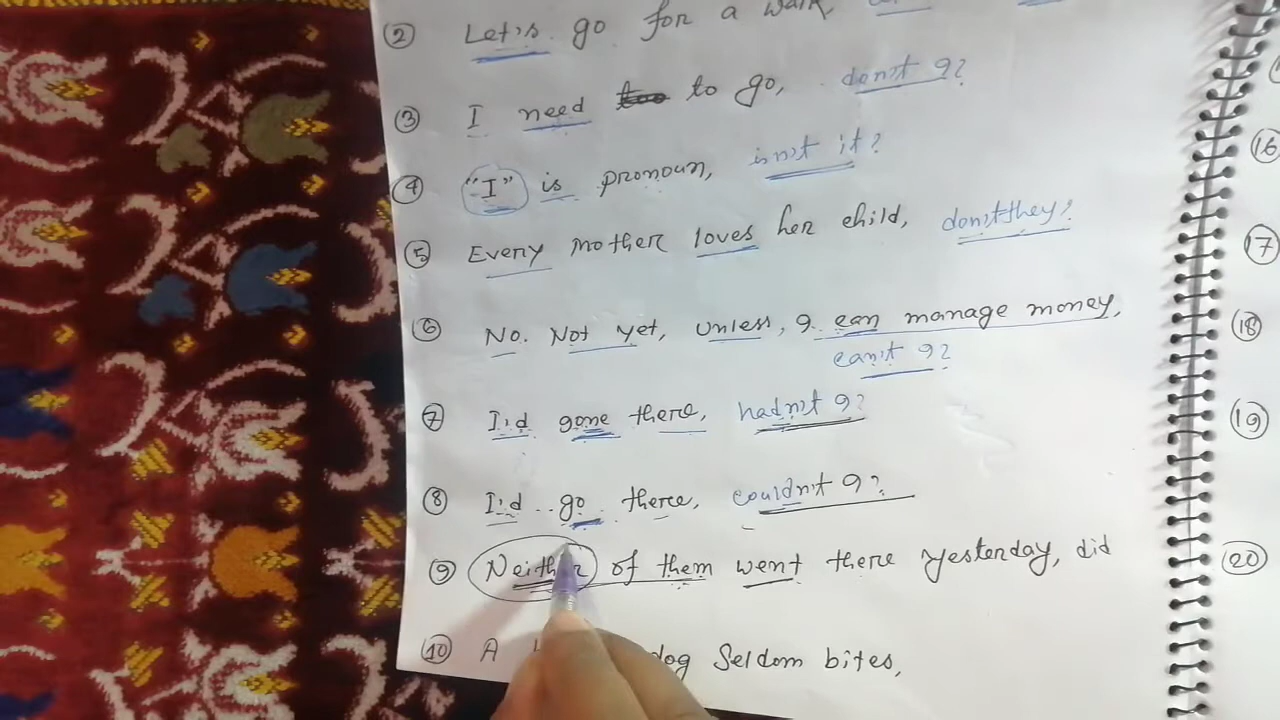 ② Let's go for a walk,
③ I need to go, don't I?
④ "I" is pronoun, isn't it?
⑤ Every mother loves her child, don't they?
⑥ No. Not yet, unless, I can manage money,
can't I?
⑦ I'd gone there, hadn't I?
⑧ I'd go there, couldn't I?
⑨ Neither of them went there yesterday, did
⑩ A dog Seldom bites,
16
17
18
19
20